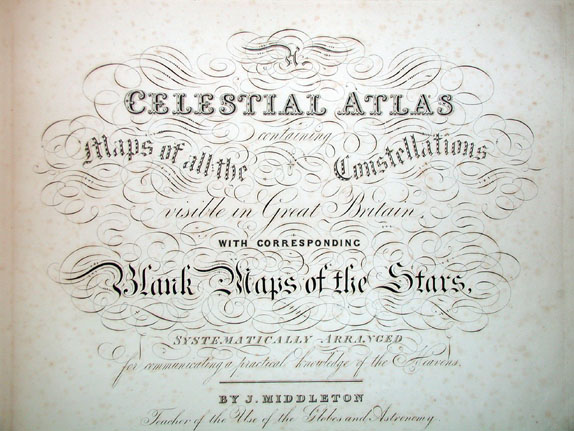 A
CELESTIAL ATLAS
containing
Maps of all the Constellations
visible in Great Britain,
WITH CORRESPONDING
Blank Maps of the Stars,
SYSTEMATICALLY ARRANGED
for communicating a practical knowledge of the Heavens.
BY J. MIDDLETON
Teacher of the Use of the Globes and Astronomy.